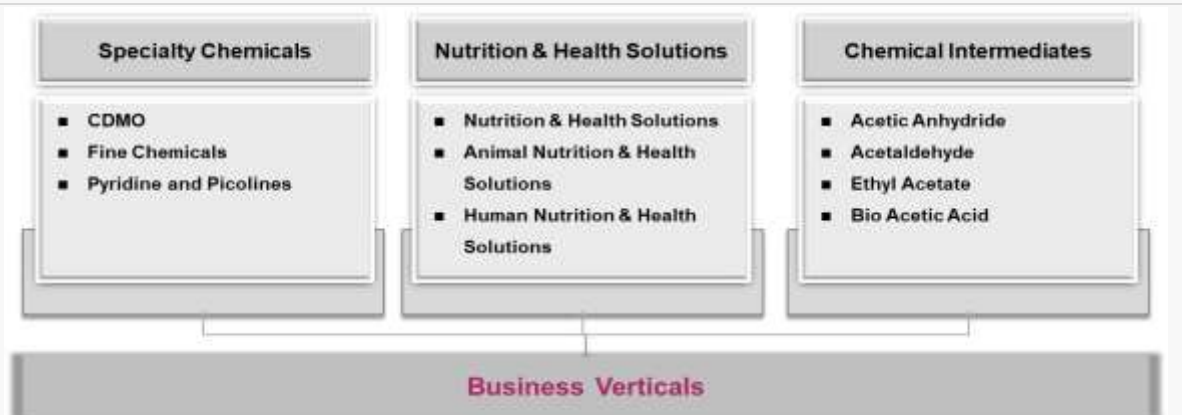 Specialty Chemicals
CDMO
Fine Chemicals
Pyridine and Picolines
Nutrition & Health Solutions
Nutrition & Health Solutions
Animal Nutrition & Health
Solutions
Human Nutrition & Health
Solutions
Chemical Intermediates
Acetic Anhydride
Acetaldehyde
Ethyl Acetate
Bio Acetic Acid
Business Verticals